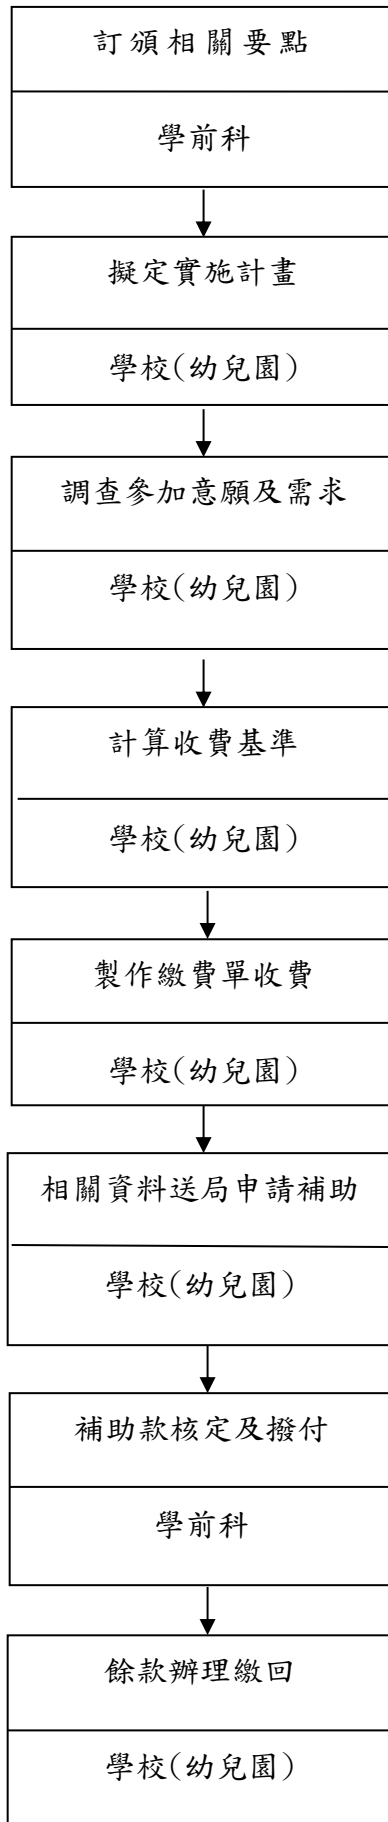 訂頒相關要點
學前科
擬定實施計畫
學校(幼兒園)
調查參加意願及需求
學校(幼兒園)
計算收費基準
學校(幼兒園)
製作繳費單收費
學校(幼兒園)
相關資料送局申請補助
學校(幼兒園)
補助款核定及撥付
學前科
餘款辦理繳回
學校(幼兒園)